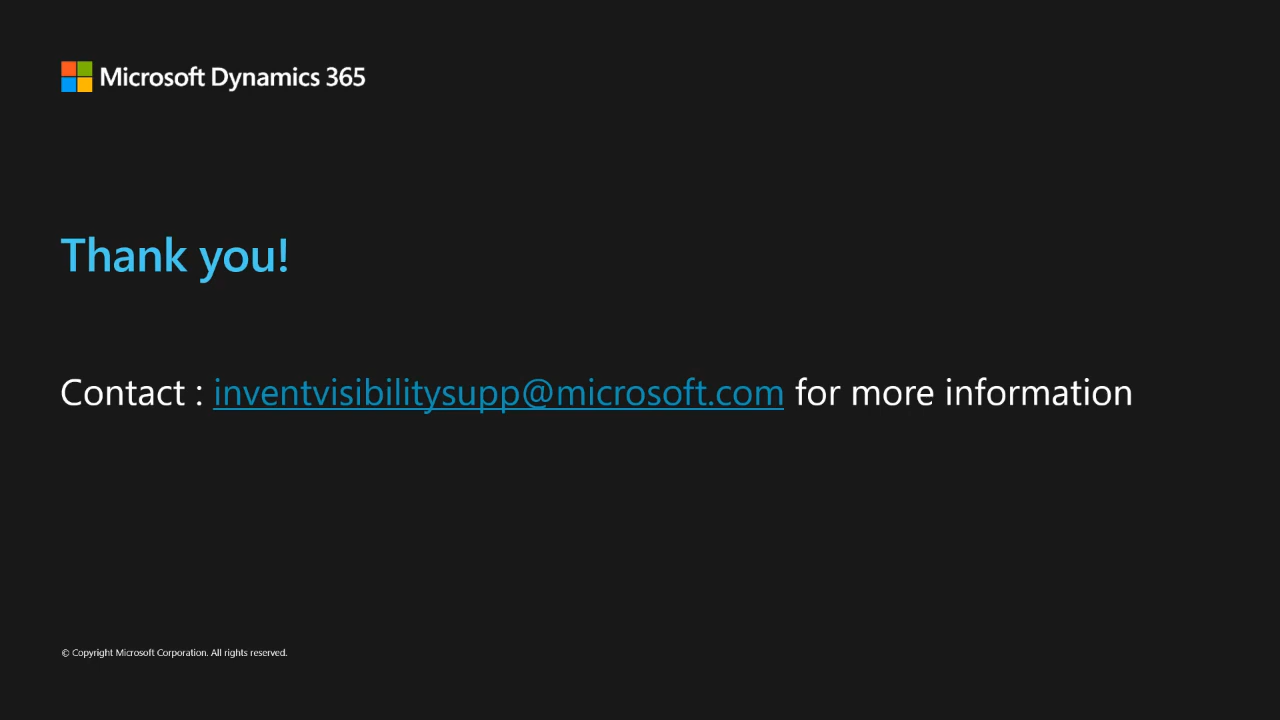 Microsoft Dynamics 365
Thank you!
Contact : inventvisibilitysupp@microsoft.com for more information
© Copyright Microsoft Corporation. All rights reserved.